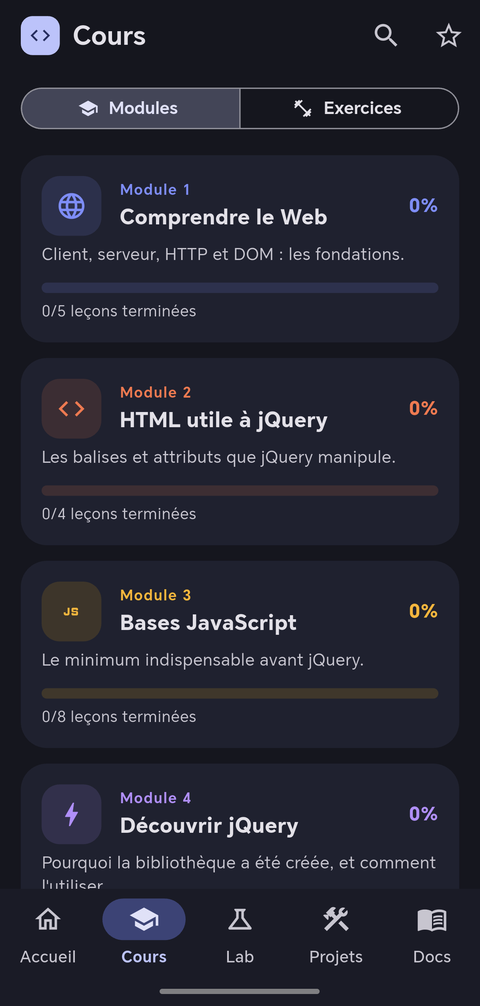 Cours
Modules
Exercices
Module 1
Comprendre le Web
0%
Client, serveur, HTTP et DOM : les fondations.
0/5 leçons terminées
Module 2
HTML utile à jQuery
0%
Les balises et attributs que jQuery manipule.
0/4 leçons terminées
JS
Module 3
Bases JavaScript
0%
Le minimum indispensable avant jQuery.
0/8 leçons terminées
Module 4
Découvrir jQuery
0%
Pourquoi la bibliothèque a été créée, et comment
l'utiliser
Accueil
Cours
Lab
Projets
Docs